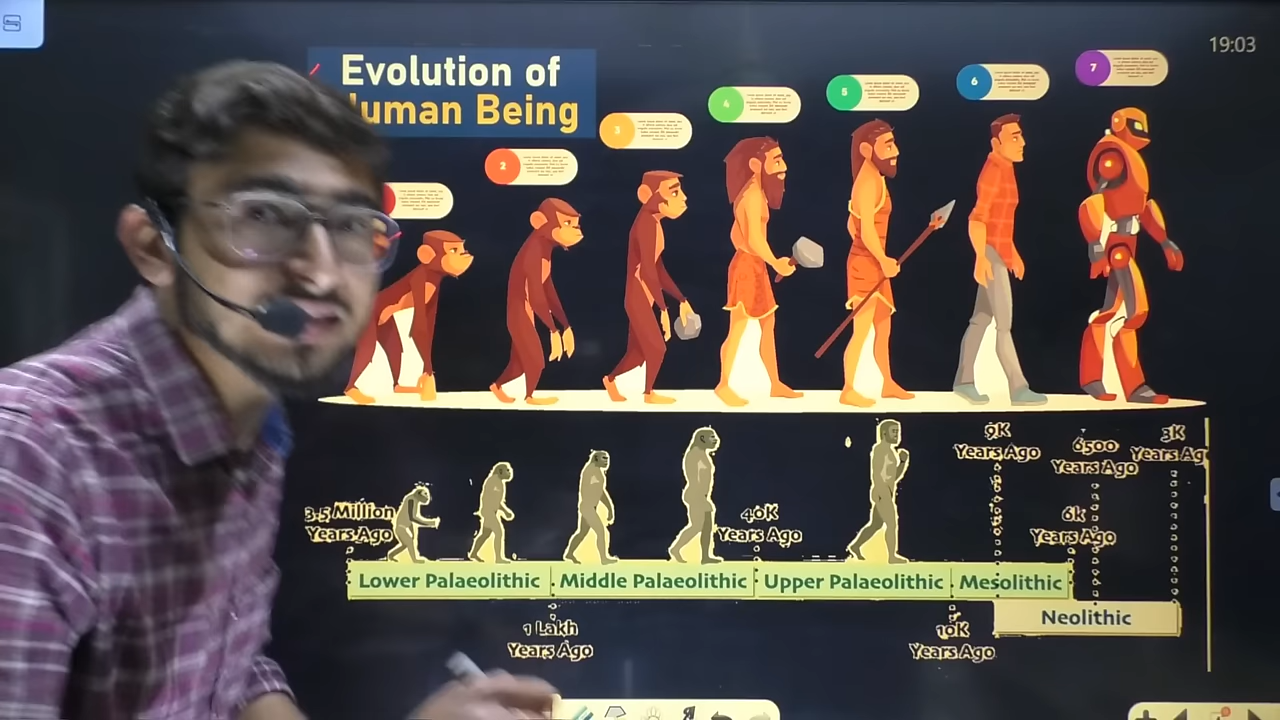 19:03
Evolution of
Human Being
2
3
4
5
6
7
3.5 Million
Years Ago
40K
Years Ago
9K
Years Ago
6500
Years Ago
3K
Years Ag
6k
Years Ago
Lower Palaeolithic
Middle Palaeolithic
Upper Palaeolithic
Mesolithic
Neolithic
1 Lakh
Years Ago
10K
Years Ago